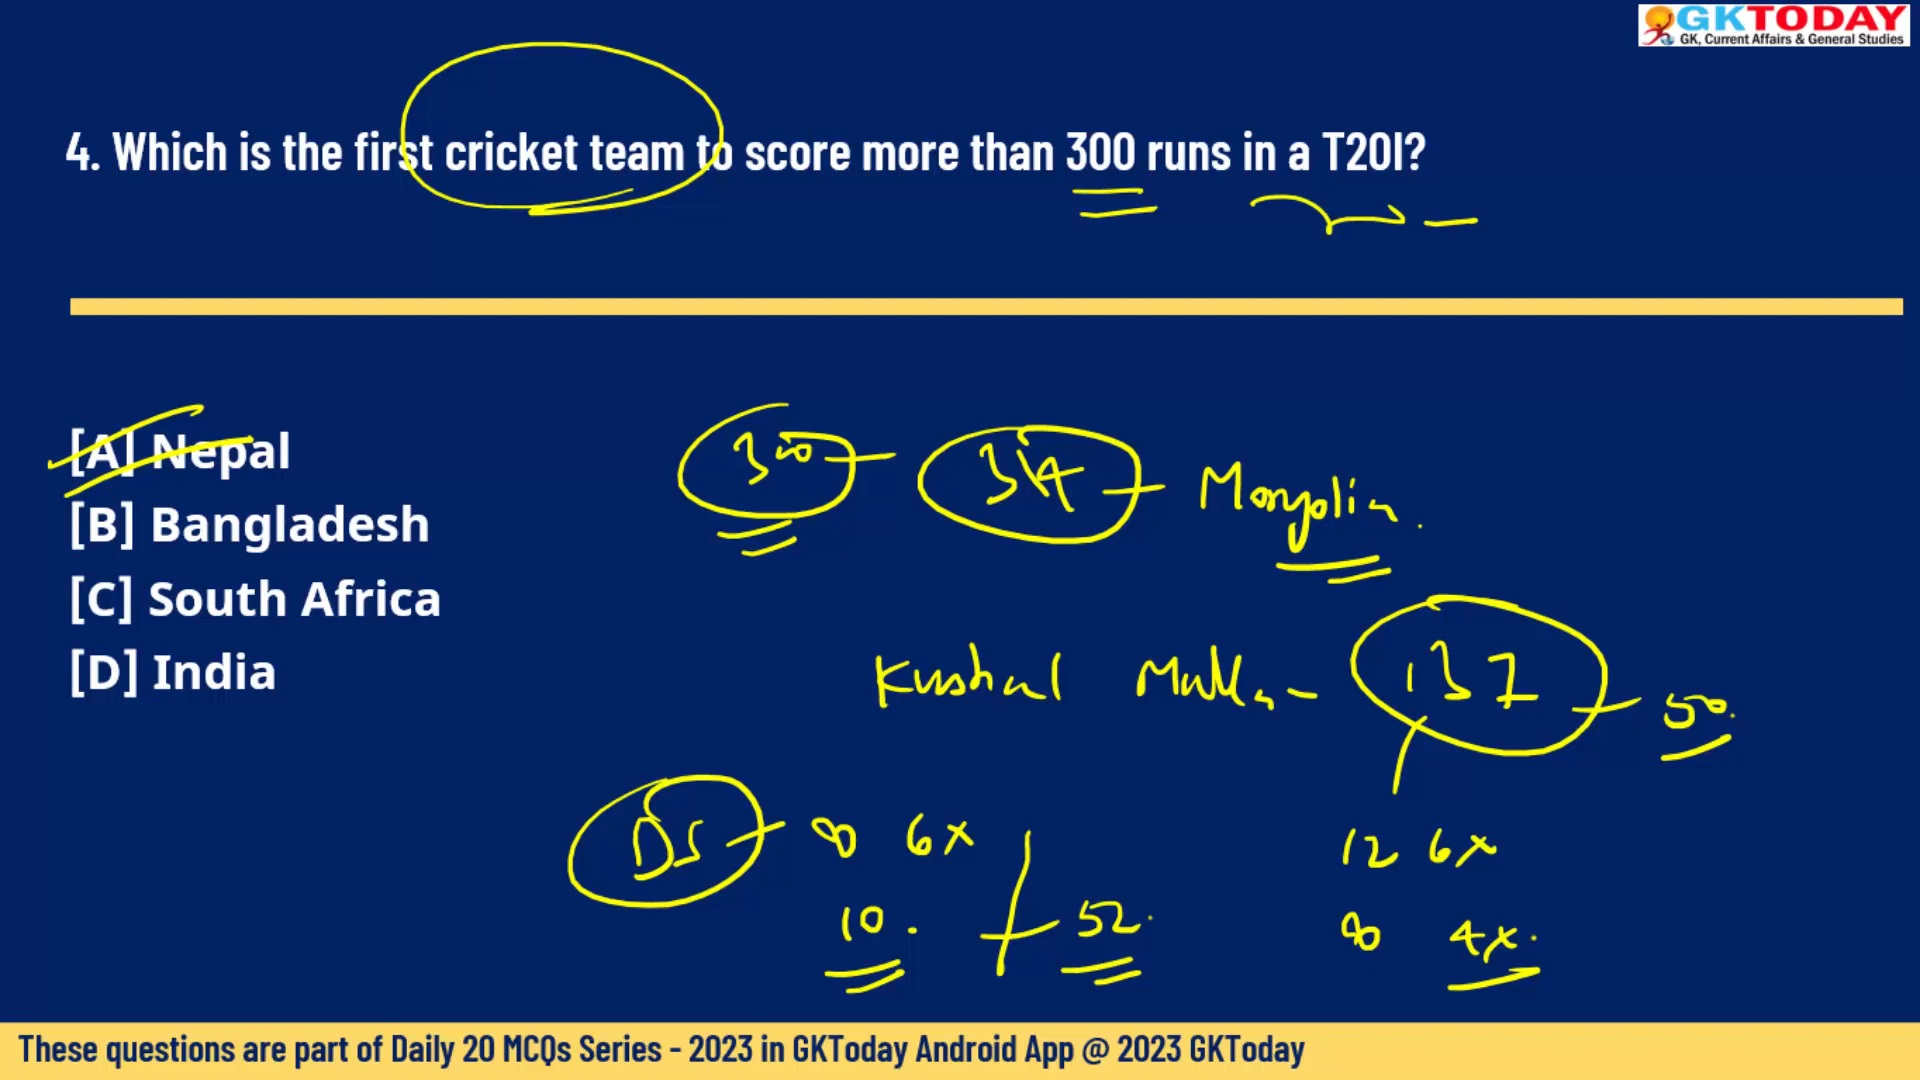 GKTODAY
GK, Current Affairs & General Studies
4. Which is the first cricket team to score more than 300 runs in a T20I?
[A] Nepal
[B] Bangladesh
[C] South Africa
[D] India
300 314 Mongolia.
Kushal Malla - 137 50.
DS 8 6x
10. 52.
12 6x
8 4x.
These questions are part of Daily 20 MCQs Series - 2023 in GKToday Android App @ 2023 GKToday